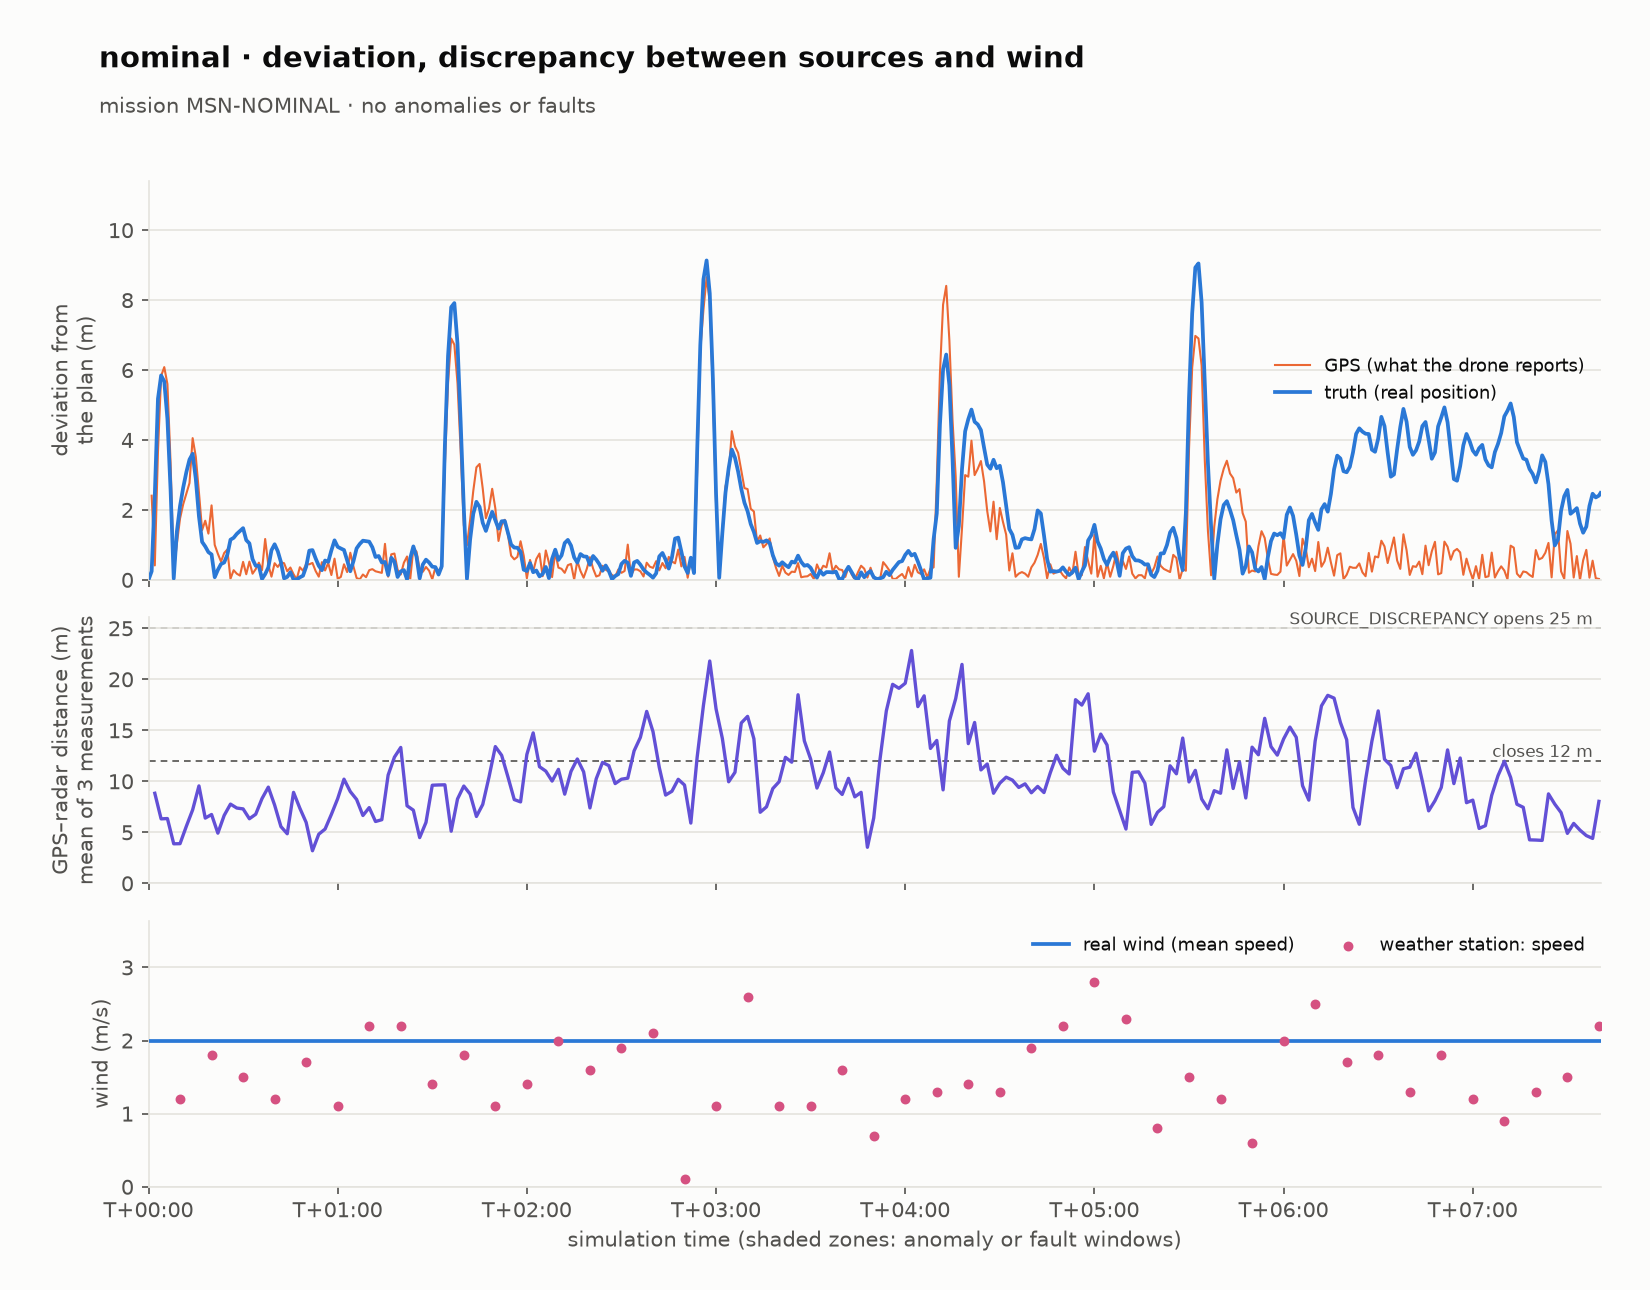 nominal · deviation, discrepancy between sources and wind
mission MSN-NOMINAL · no anomalies or faults
deviation from
the plan (m)
10
8
6
4
2
0
GPS (what the drone reports)
truth (real position)
GPS–radar distance (m)
mean of 3 measurements
25
20
15
10
5
0
SOURCE_DISCREPANCY opens 25 m
closes 12 m
wind (m/s)
3
2
1
0
real wind (mean speed)
weather station: speed
T+00:00
T+01:00
T+02:00
T+03:00
T+04:00
T+05:00
T+06:00
T+07:00
simulation time (shaded zones: anomaly or fault windows)